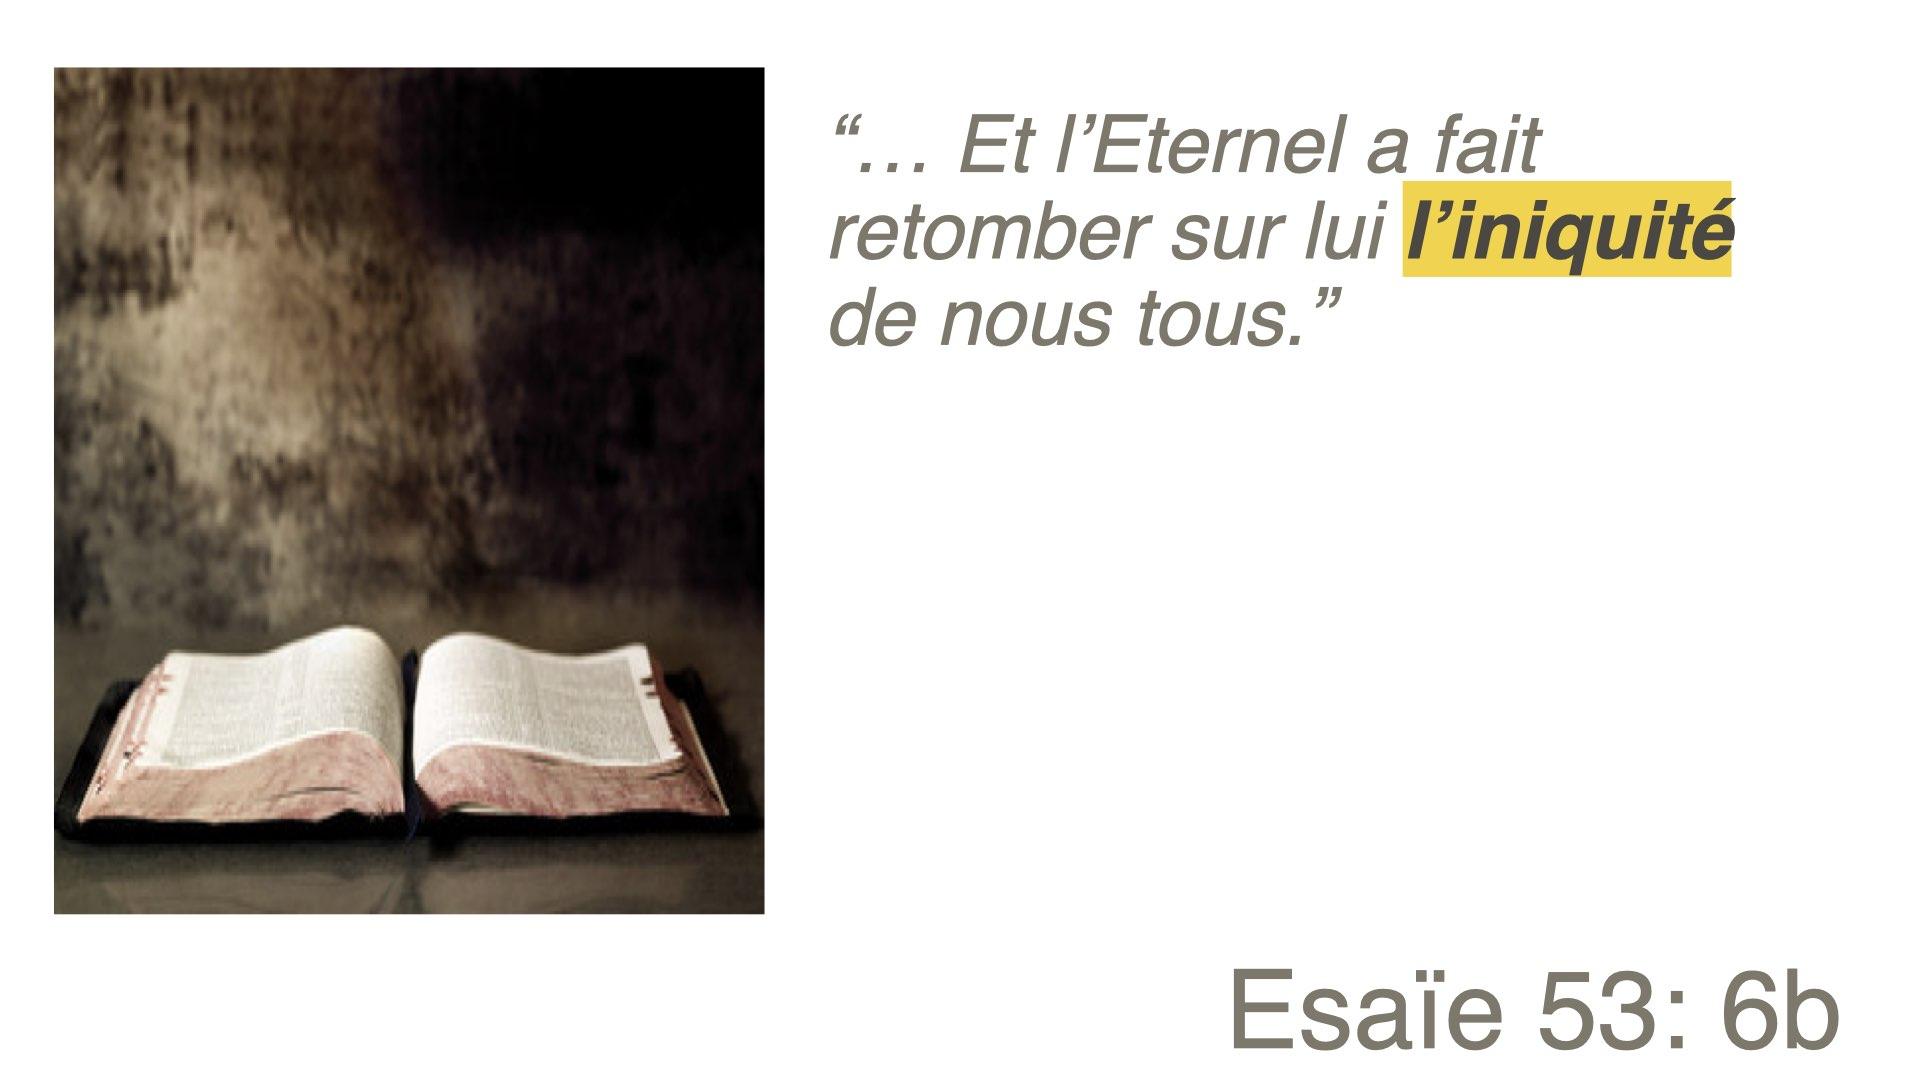 “… Et l’Eternel a fait
retomber sur lui l’iniquité
de nous tous.”
Esaïe 53: 6b